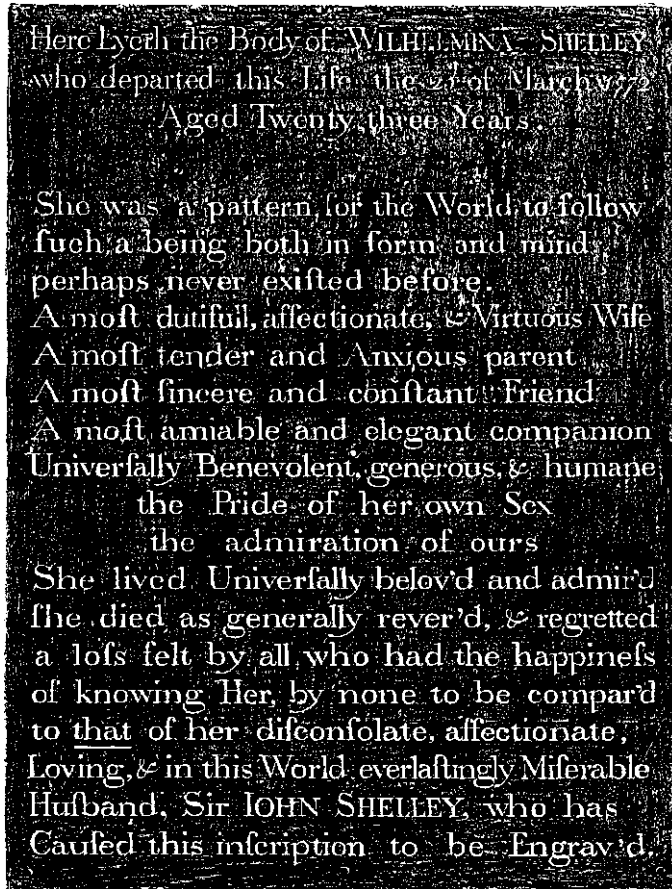 Here Lyeth the Body of WILHELMINA SHELLEY
who departed this Life the 21 of March 1772
Aged Twenty three Years.
She was a pattern for the World to follow
ſuch a being both in form and mind
perhaps never exiſted before.
A moſt dutifull, affectionate, & Virtuous Wife
A moſt tender and Anxious parent
A moſt ſincere and conſtant Friend
A moſt amiable and elegant companion
Univerſally Benevolent, generous, & humane
the Pride of her own Sex
the admiration of ours
She lived Univerſally belov'd and admir'd
ſhe died as generally rever'd, & regretted
a loſs felt by all who had the happineſs
of knowing Her, by none to be compar'd
to that of her diſconſolate, affectionate,
Loving, & in this World everlaſtingly Miſerable
Huſband, Sir IOHN SHELLEY, who has
Cauſed this inſcription to be Engrav'd.